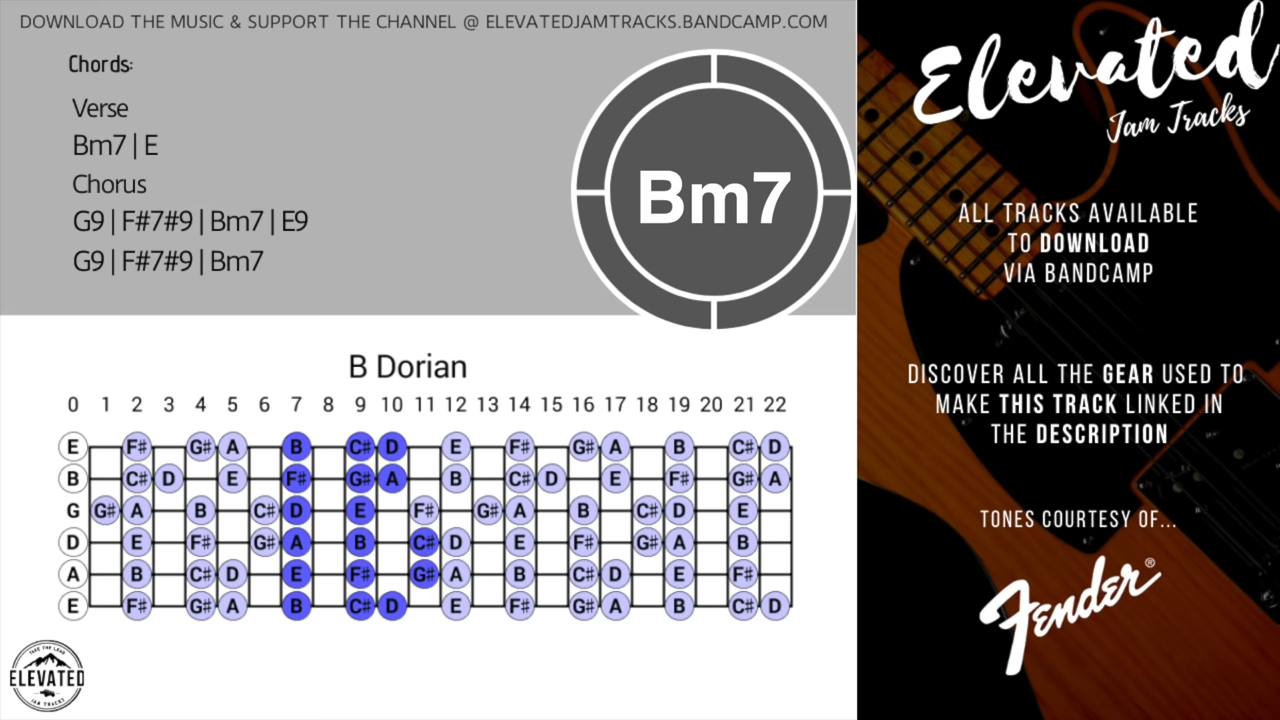 DOWNLOAD THE MUSIC & SUPPORT THE CHANNEL @ ELEVATEDJAMTRACKS.BANDCAMP.COM
Chords:
Verse
Bm7 | E
Chorus
G9 | F#7#9 | Bm7 | E9
G9 | F#7#9 | Bm7
Bm7
B Dorian
0 1 2 3 4 5 6 7 8 9 10 11 12 13 14 15 16 17 18 19 20 21 22
E F# G# A B C# D E F# G# A B C# D
B C# D E F# G# A B C# D E F# G# A
G G# A B C# D E F# G# A B C# D E
D E F# G# A B C# D E F# G# A B
A B C# D E F# G# A B C# D E F#
E F# G# A B C# D E F# G# A B C# D
TAKE THE LEAD
ELEVATED
JAM TRACKS
Elevated
Jam Tracks
ALL TRACKS AVAILABLE
TO DOWNLOAD
VIA BANDCAMP
DISCOVER ALL THE GEAR USED TO
MAKE THIS TRACK LINKED IN
THE DESCRIPTION
TONES COURTESY OF...
Fender®